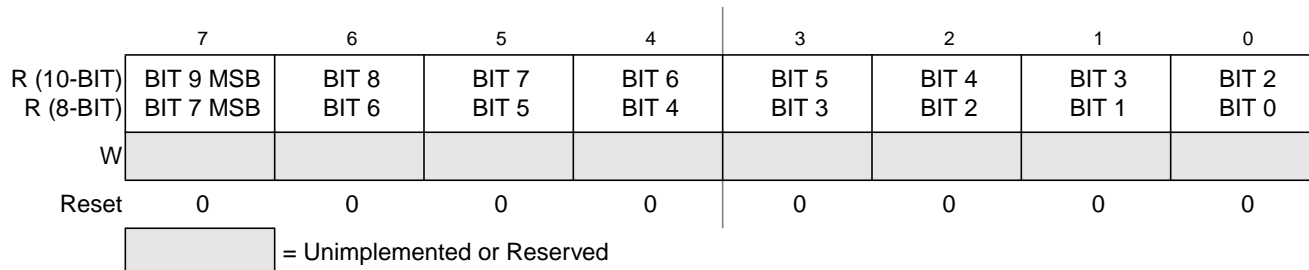 7 6 5 4 3 2 1 0
R (10-BIT) BIT 9 MSB BIT 8 BIT 7 BIT 6 BIT 5 BIT 4 BIT 3 BIT 2
R (8-BIT) BIT 7 MSB BIT 6 BIT 5 BIT 4 BIT 3 BIT 2 BIT 1 BIT 0
W
Reset 0 0 0 0 0 0 0 0
= Unimplemented or Reserved